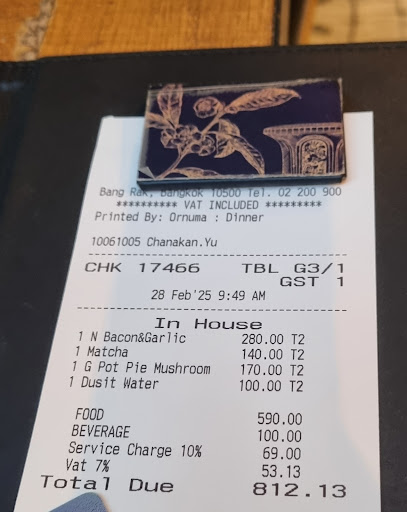 Bang Rak, Bangkok 10500 Tel. 02 200 900
********** VAT INCLUDED *********
Printed By: Ornuma : Dinner
10061005 Chanakan.Yu
CHK 17466 TBL G3/1
GST 1
28 Feb'25 9:49 AM
In House
1 N Bacon&Garlic 280.00 T2
1 Matcha 140.00 T2
1 G Pot Pie Mushroom 170.00 T2
1 Dusit Water 100.00 T2
FOOD 590.00
BEVERAGE 100.00
Service Charge 10% 69.00
Vat 7% 53.13
Total Due 812.13